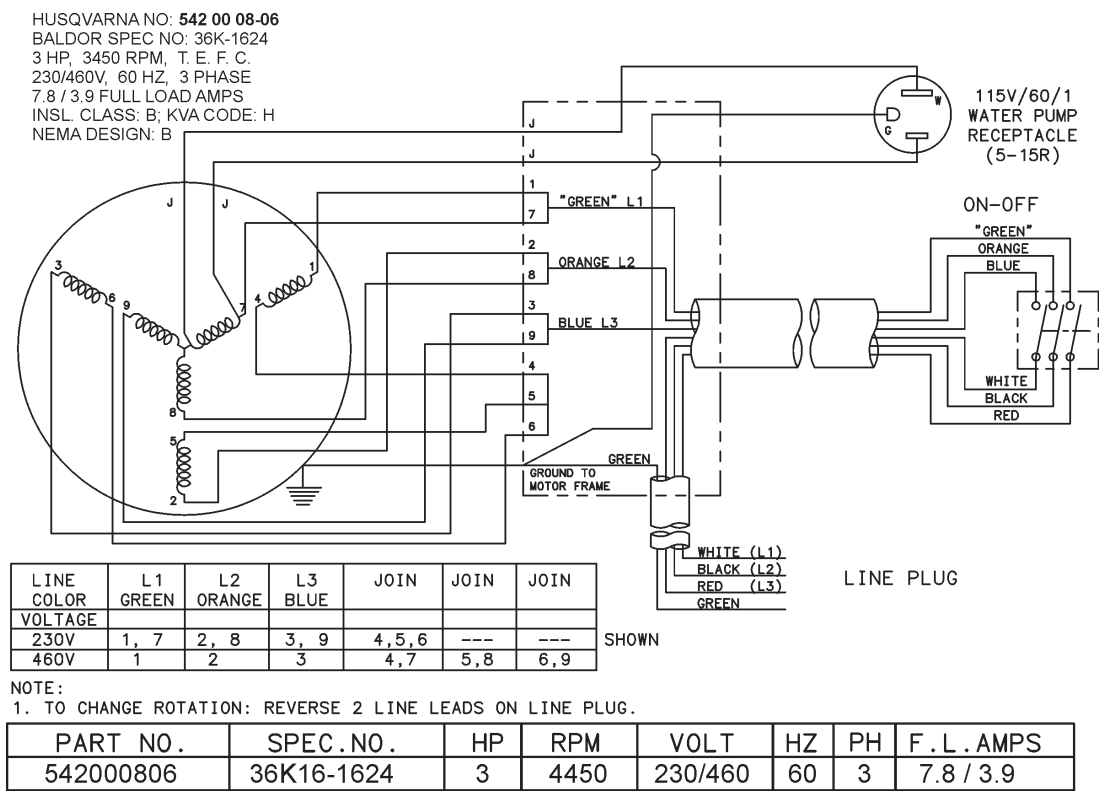 HUSQVARNA NO: 542 00 08-06
BALDOR SPEC NO: 36K-1624
3 HP, 3450 RPM, T. E. F. C.
230/460V, 60 HZ, 3 PHASE
7.8 / 3.9 FULL LOAD AMPS
INSL. CLASS: B; KVA CODE: H
NEMA DESIGN: B
W
G
115V/60/1
WATER PUMP
RECEPTACLE
(5-15R)
J
J
1
"GREEN" L1
7
2
ORANGE L2
8
3
BLUE L3
9
4
5
6
GREEN
GROUND TO
MOTOR FRAME
J
J
3
6
9
7
4
1
8
5
2
ON-OFF
"GREEN"
ORANGE
BLUE
WHITE
BLACK
RED
WHITE (L1)
BLACK (L2)
RED (L3)
GREEN
LINE PLUG
LINE COLOR L1 GREEN L2 ORANGE L3 BLUE JOIN JOIN JOIN
VOLTAGE
230V 1, 7 2, 8 3, 9 4,5,6 --- --- SHOWN
460V 1 2 3 4,7 5,8 6,9
NOTE:
1. TO CHANGE ROTATION: REVERSE 2 LINE LEADS ON LINE PLUG.
PART NO. SPEC.NO. HP RPM VOLT HZ PH F.L.AMPS
542000806 36K16-1624 3 4450 230/460 60 3 7.8 / 3.9